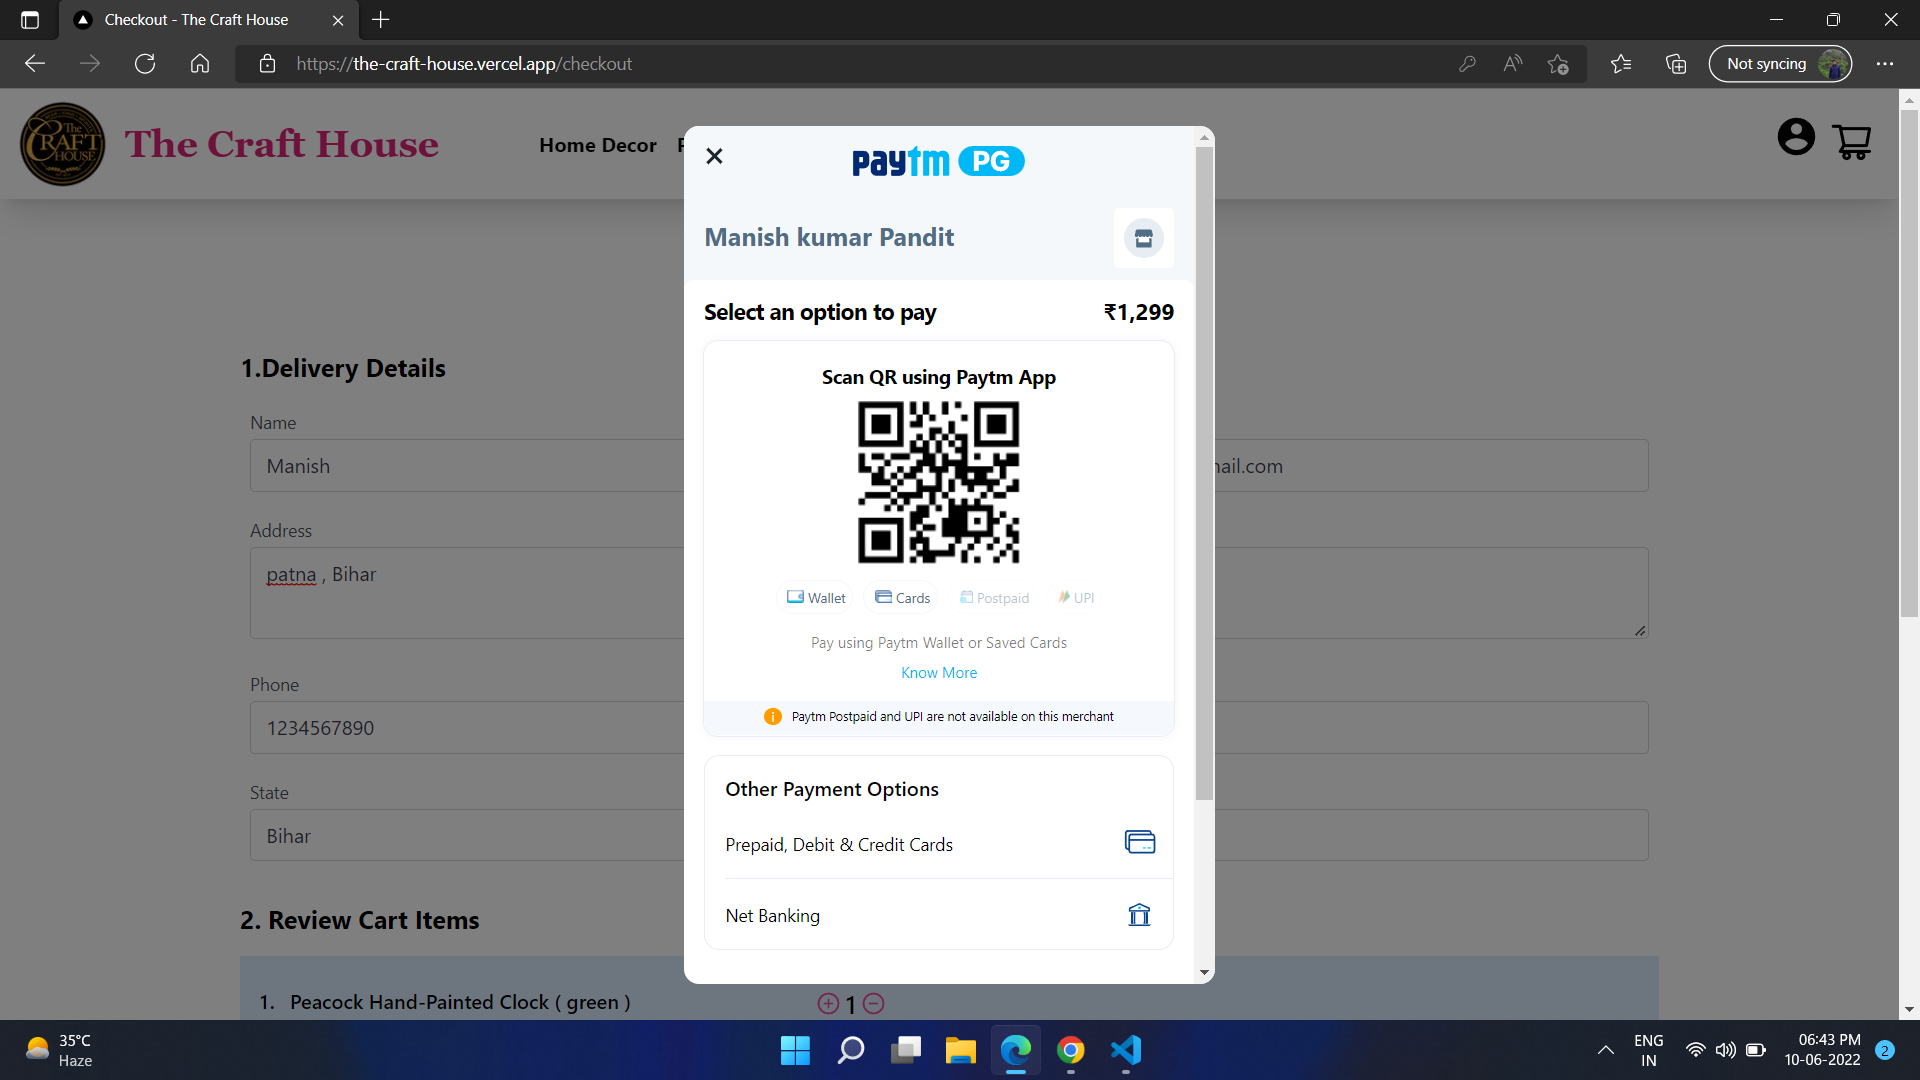 Checkout - The Craft House
https://the-craft-house.vercel.app/checkout
Not syncing
The CRAFT HOUSE
The Craft House
Home Decor
paytm PG
Manish kumar Pandit
Select an option to pay ₹1,299
Scan QR using Paytm App
Wallet Cards Postpaid UPI
Pay using Paytm Wallet or Saved Cards
Know More
Paytm Postpaid and UPI are not available on this merchant
Other Payment Options
Prepaid, Debit & Credit Cards
Net Banking
1.Delivery Details
Name
Manish
ail.com
Address
patna , Bihar
Phone
1234567890
State
Bihar
2. Review Cart Items
1. Peacock Hand-Painted Clock ( green ) 1
35°C
Haze
ENG
IN
06:43 PM
10-06-2022
2